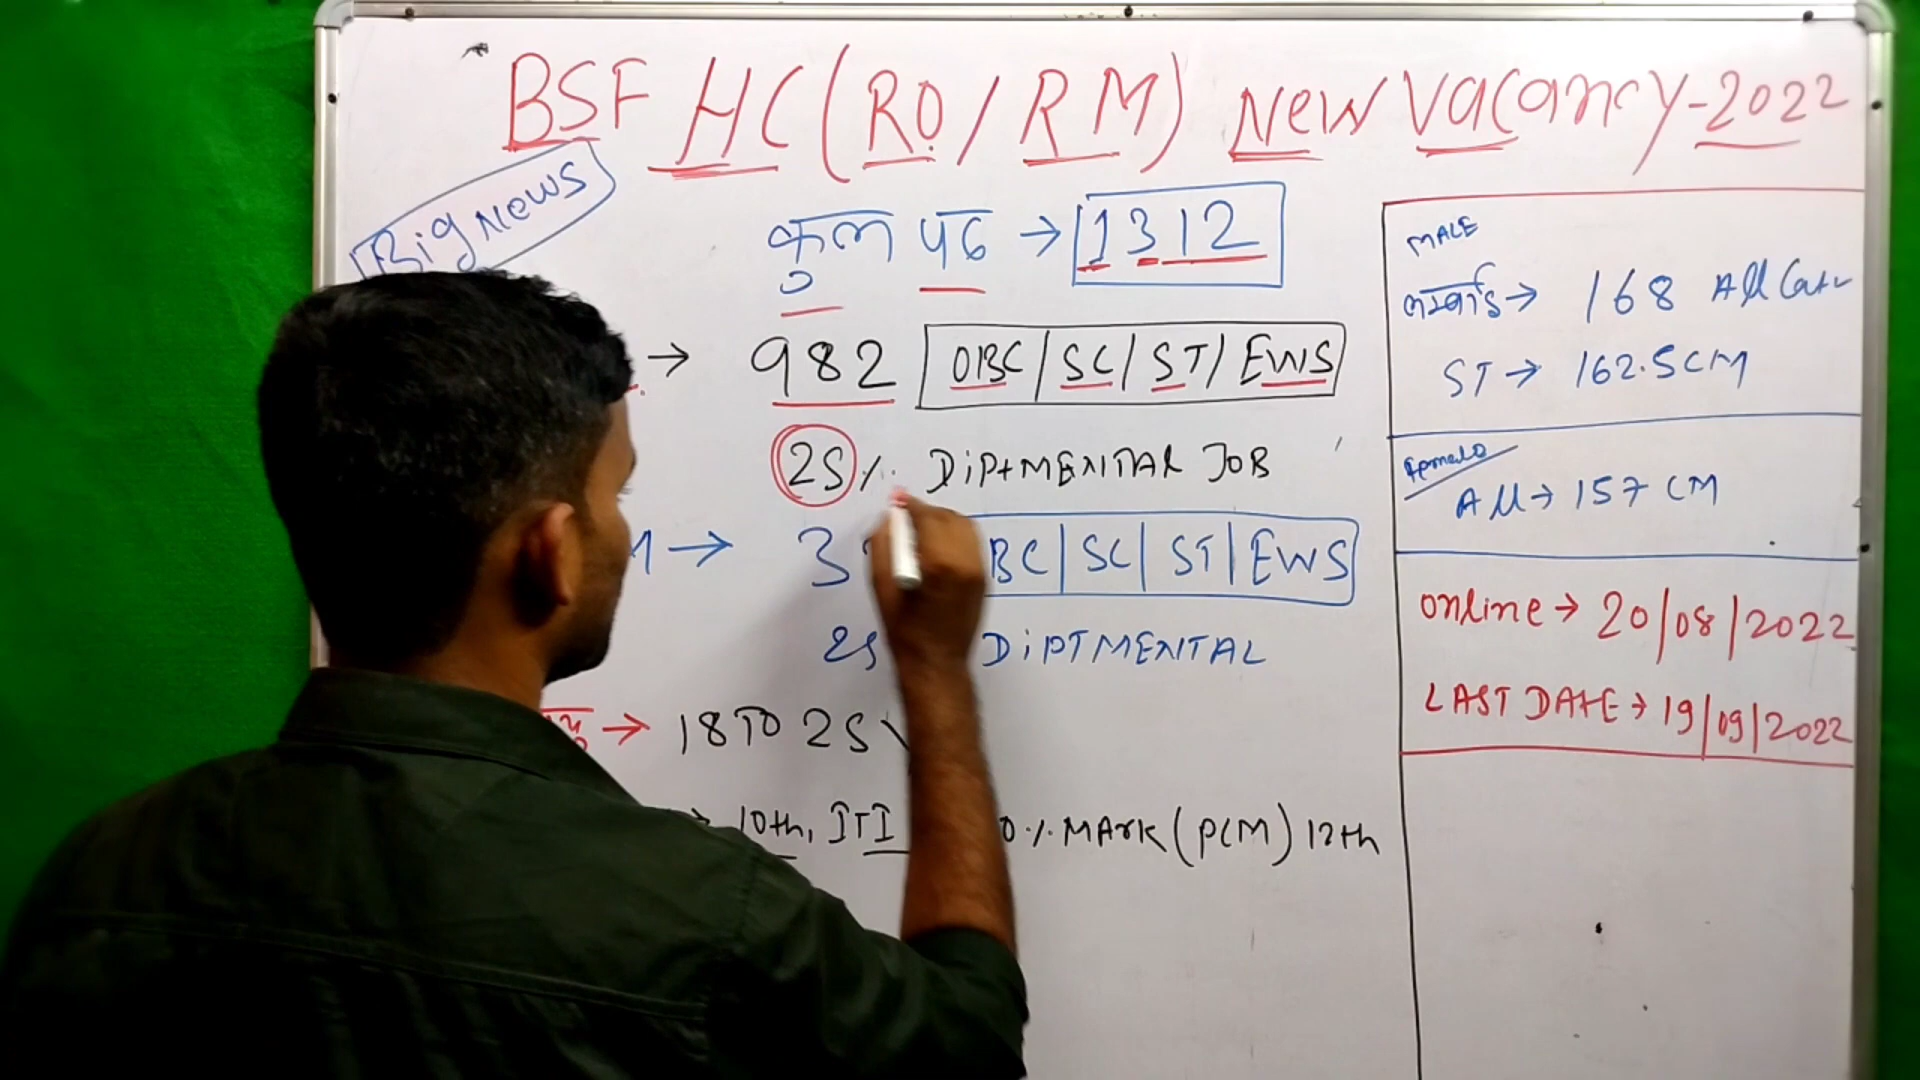 BSF HC (RO/RM) New Vacancy-2022
Big News
कुल पद → 1312
→ 982 OBC/SC/ST/EWS
25% DiPtMENTAL JOB
→ 3 BC|SC|ST|EWS
25 DiPTMENTAL
→ 18 TO 25 Y
10th, ITI 0% MArK (PCM) 12th
MALE
→ 168 All Cate
ST → 162.5 CM
Female
All → 157 CM
Online → 20/08/2022
LAST DATE → 19/09/2022